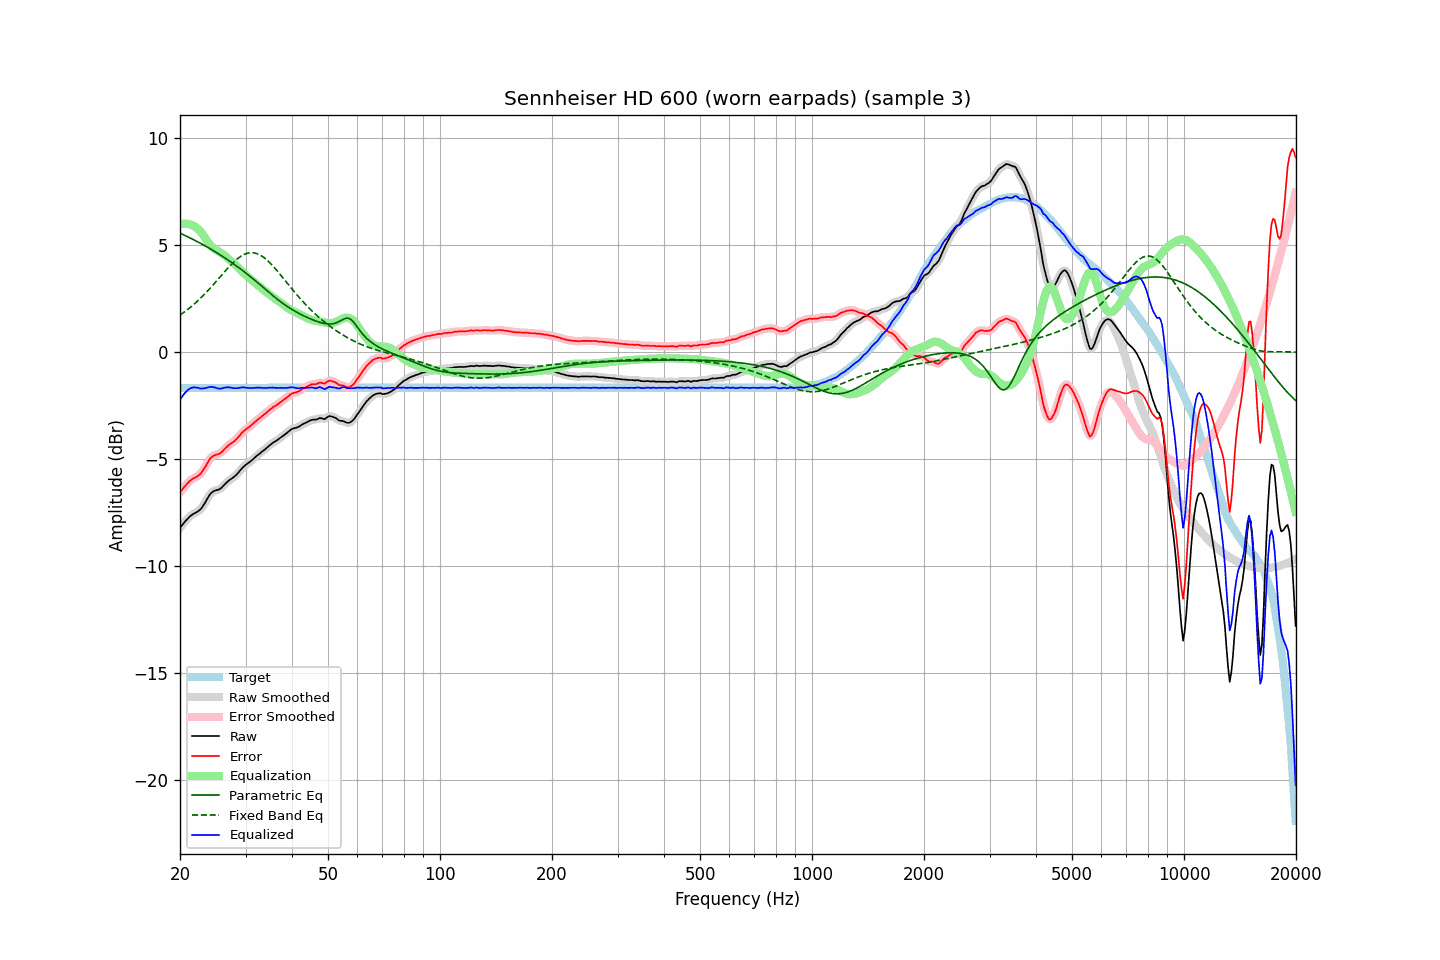 Sennheiser HD 600 (worn earpads) (sample 3)
10
5
0
−5
−10
−15
−20
Amplitude (dBr)
Target
Raw Smoothed
Error Smoothed
Raw
Error
Equalization
Parametric Eq
Fixed Band Eq
Equalized
20 50 100 200 500 1000 2000 5000 10000 20000
Frequency (Hz)